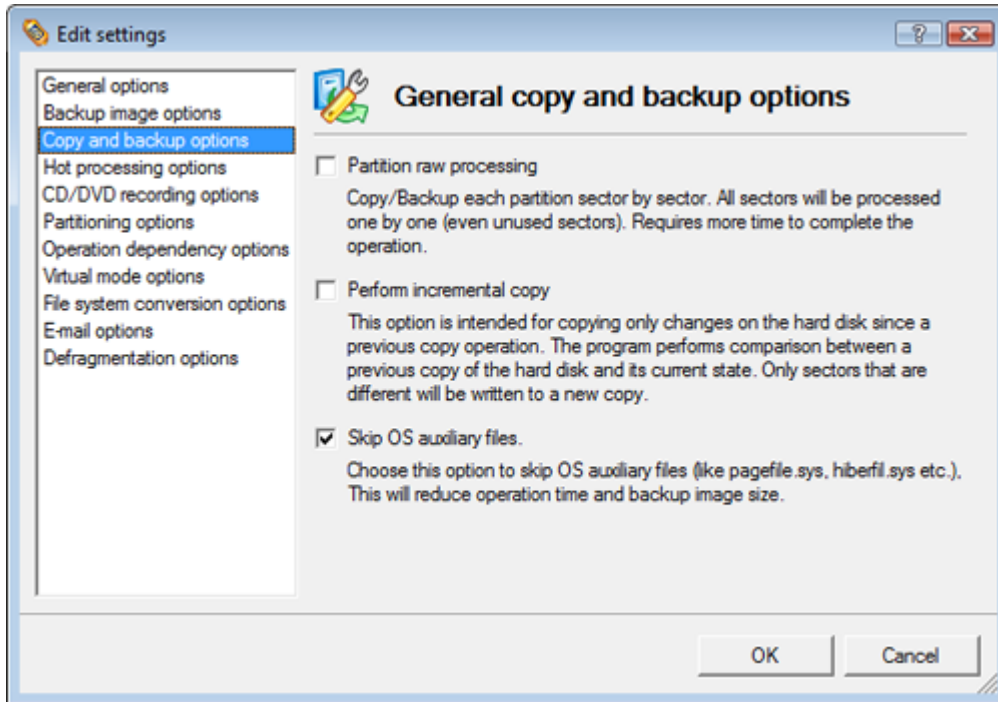 Edit settings
General options
Backup image options
Copy and backup options
Hot processing options
CD/DVD recording options
Partitioning options
Operation dependency options
Virtual mode options
File system conversion options
E-mail options
Defragmentation options
General copy and backup options
Partition raw processing
Copy/Backup each partition sector by sector. All sectors will be processed
one by one (even unused sectors). Requires more time to complete the
operation.
Perform incremental copy
This option is intended for copying only changes on the hard disk since a
previous copy operation. The program performs comparison between a
previous copy of the hard disk and its current state. Only sectors that are
different will be written to a new copy.
Skip OS auxiliary files.
Choose this option to skip OS auxiliary files (like pagefile.sys, hiberfil.sys etc.),
This will reduce operation time and backup image size.
OK
Cancel